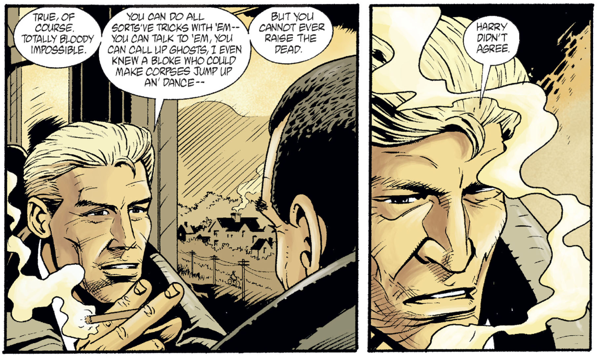 TRUE, OF
COURSE.
TOTALLY BLOODY
IMPOSSIBLE.
YOU CAN DO ALL
SORTS'VE TRICKS WITH 'EM--
YOU CAN TALK TO 'EM, YOU
CAN CALL UP GHOSTS, I EVEN
KNEW A BLOKE WHO COULD
MAKE CORPSES JUMP UP
AN' DANCE--
BUT YOU
CANNOT EVER
RAISE THE
DEAD.
HARRY
DIDN'T
AGREE.